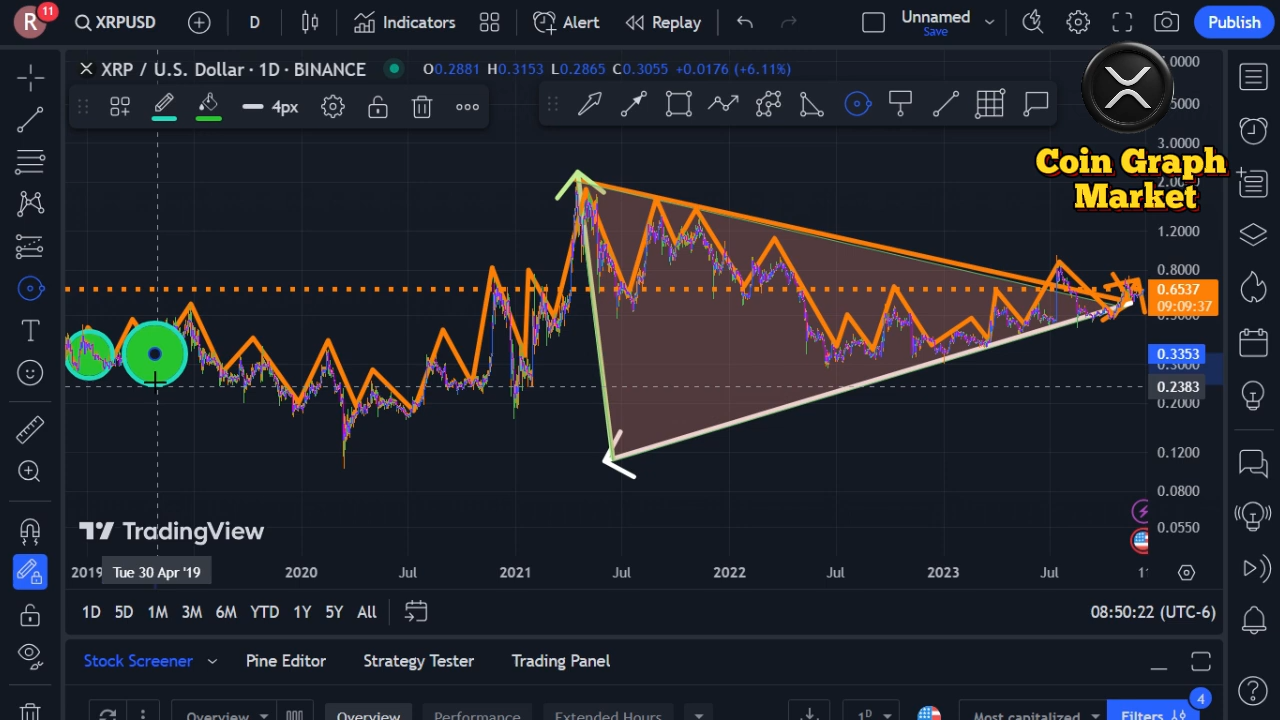 R 11 XRPUSD D Indicators Alert Replay Unnamed Save Publish
XRP / U.S. Dollar · 1D · BINANCE O0.2881 H0.3153 L0.2865 C0.3055 +0.0176 (+6.11%)
4px
Coin Graph
Market
3.0000
1.2000
0.8000
0.6537
09:09:37
0.3353
0.2383
0.2000
0.1200
0.0800
0.0550
TradingView
2019 Tue 30 Apr '19 2020 Jul 2021 Jul 2022 Jul 2023 Jul
1D 5D 1M 3M 6M YTD 1Y 5Y All 08:50:22 (UTC-6)
Stock Screener Pine Editor Strategy Tester Trading Panel
4
Overview Overview Performance Extended Hours 1D Most capitalized Filters